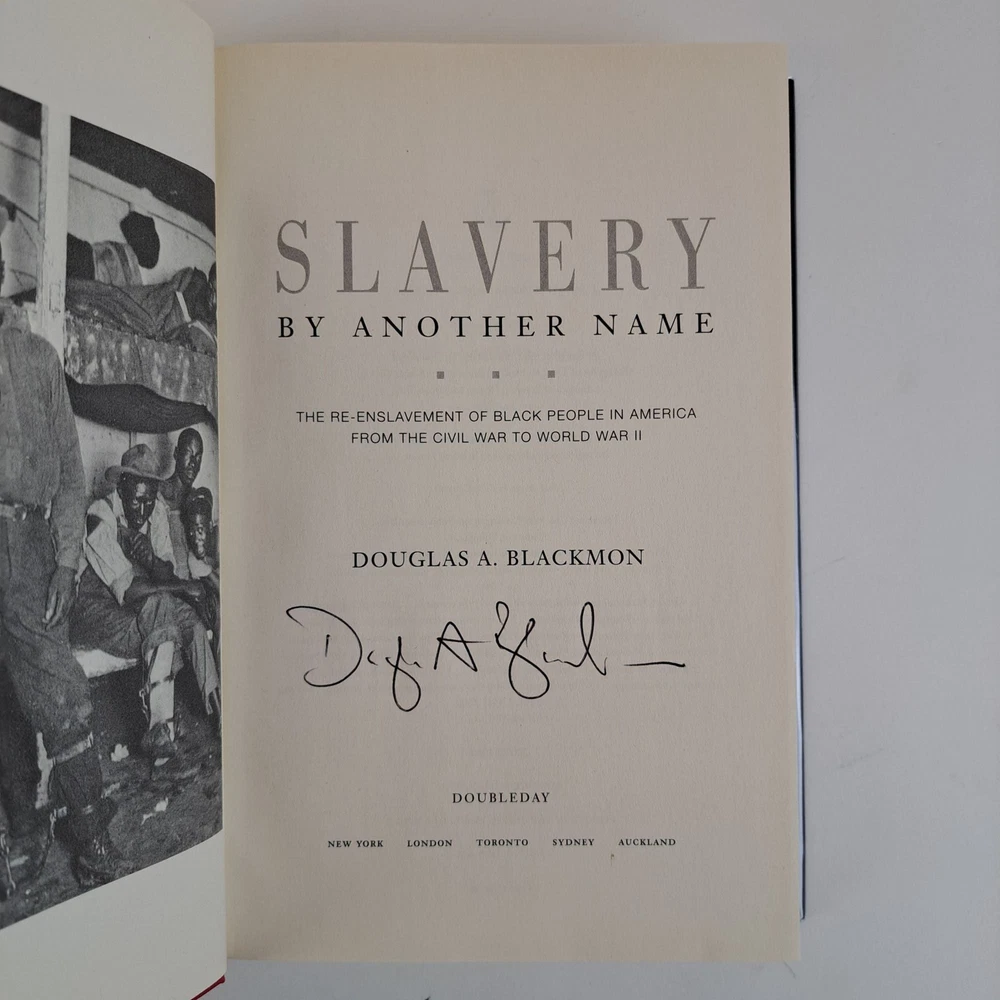 SLAVERY
BY ANOTHER NAME
THE RE-ENSLAVEMENT OF BLACK PEOPLE IN AMERICA
FROM THE CIVIL WAR TO WORLD WAR II
DOUGLAS A. BLACKMON
DOUBLEDAY
NEW YORK LONDON TORONTO SYDNEY AUCKLAND